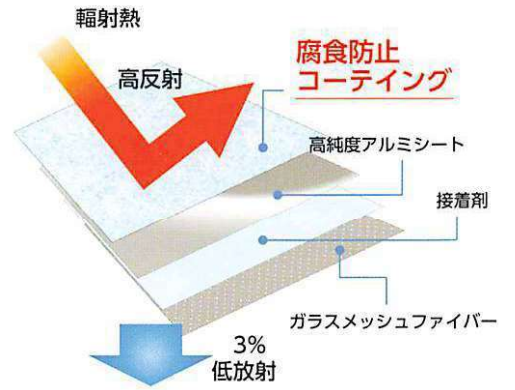 輻射熱
高反射
腐食防止
コーティング
高純度アルミシート
接着剤
ガラスメッシュファイバー
3%
低放射